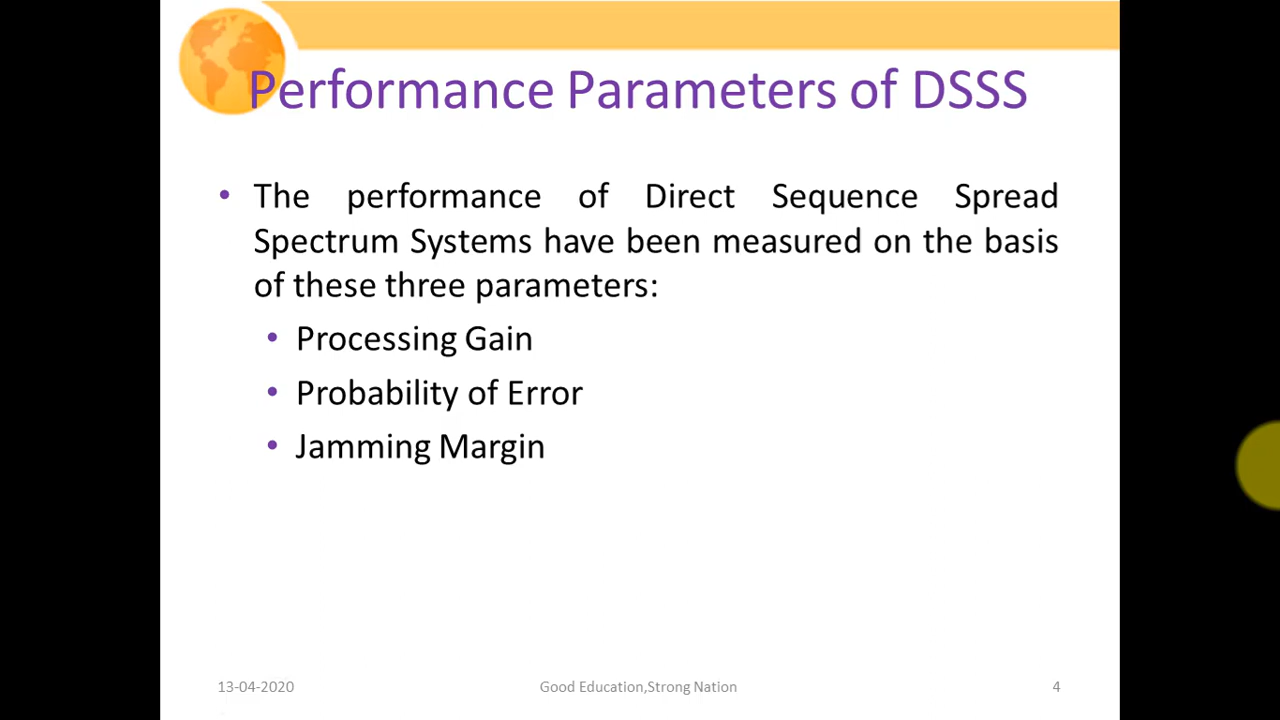 Performance Parameters of DSSS
• The performance of Direct Sequence Spread
Spectrum Systems have been measured on the basis
of these three parameters:
• Processing Gain
• Probability of Error
• Jamming Margin
13-04-2020 Good Education,Strong Nation 4